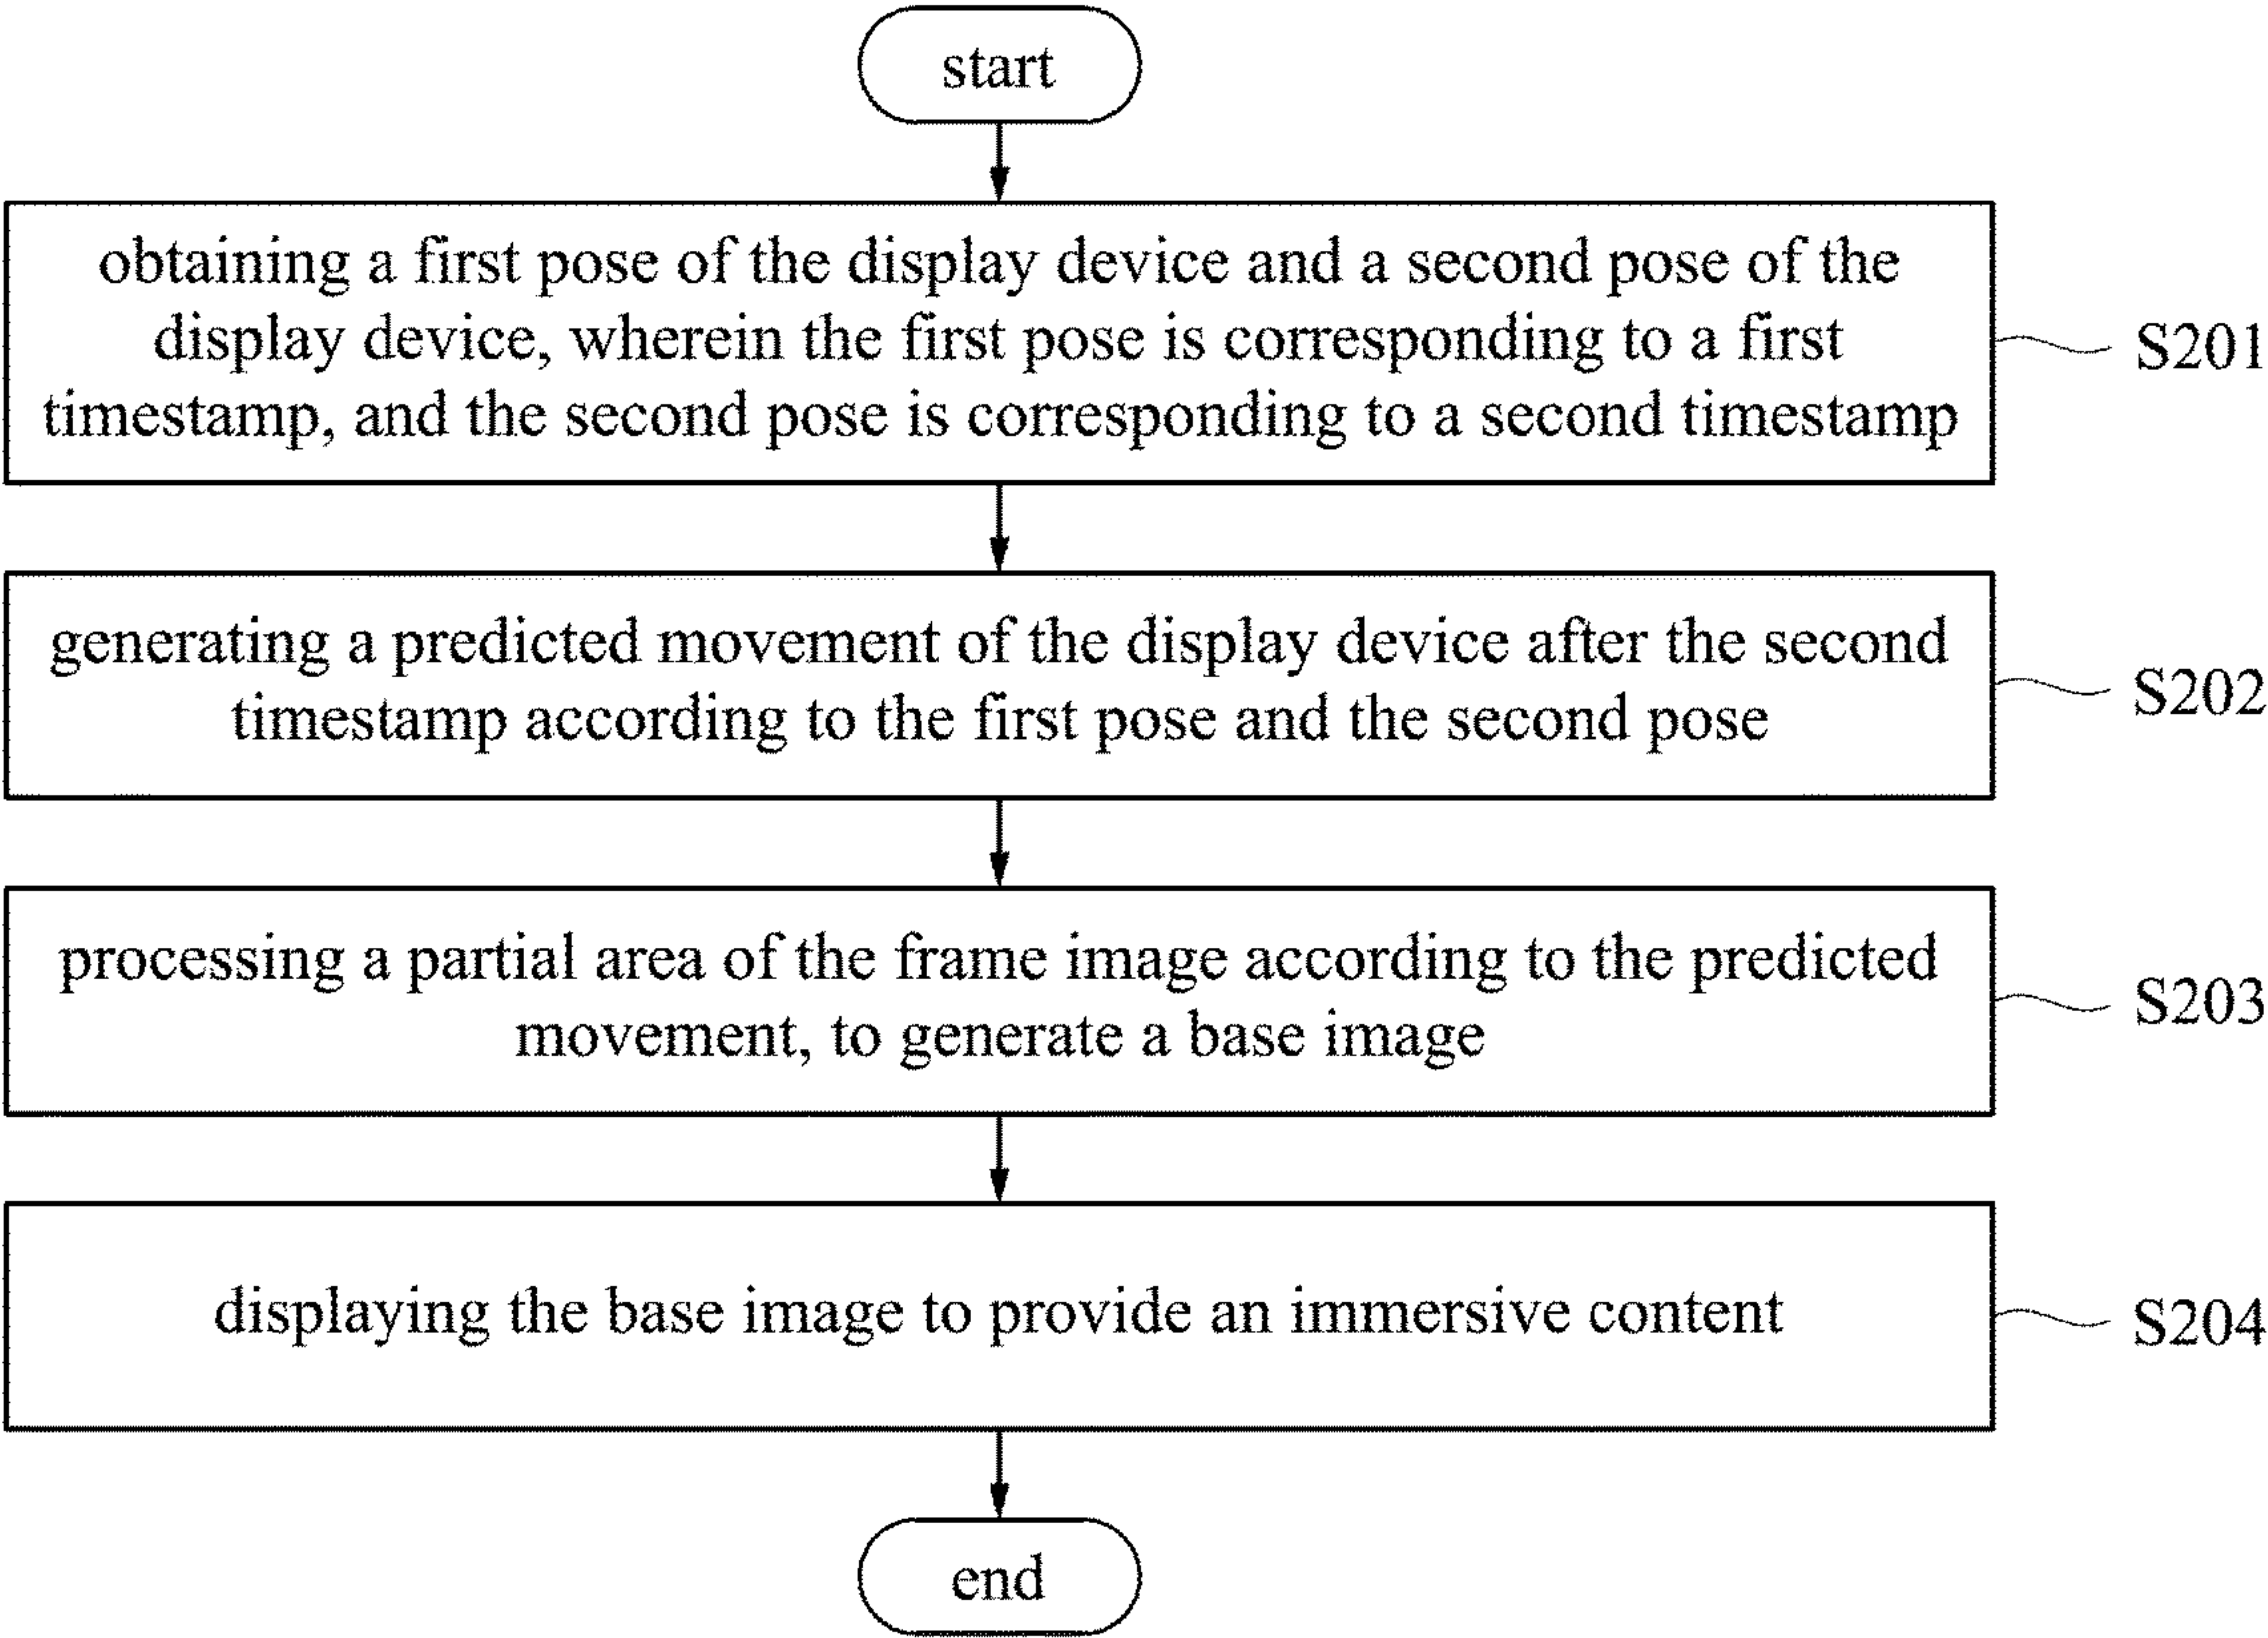 start
obtaining a first pose of the display device and a second pose of the
display device, wherein the first pose is corresponding to a first
timestamp, and the second pose is corresponding to a second timestamp
S201
generating a predicted movement of the display device after the second
timestamp according to the first pose and the second pose
S202
processing a partial area of the frame image according to the predicted
movement, to generate a base image
S203
displaying the base image to provide an immersive content
S204
end